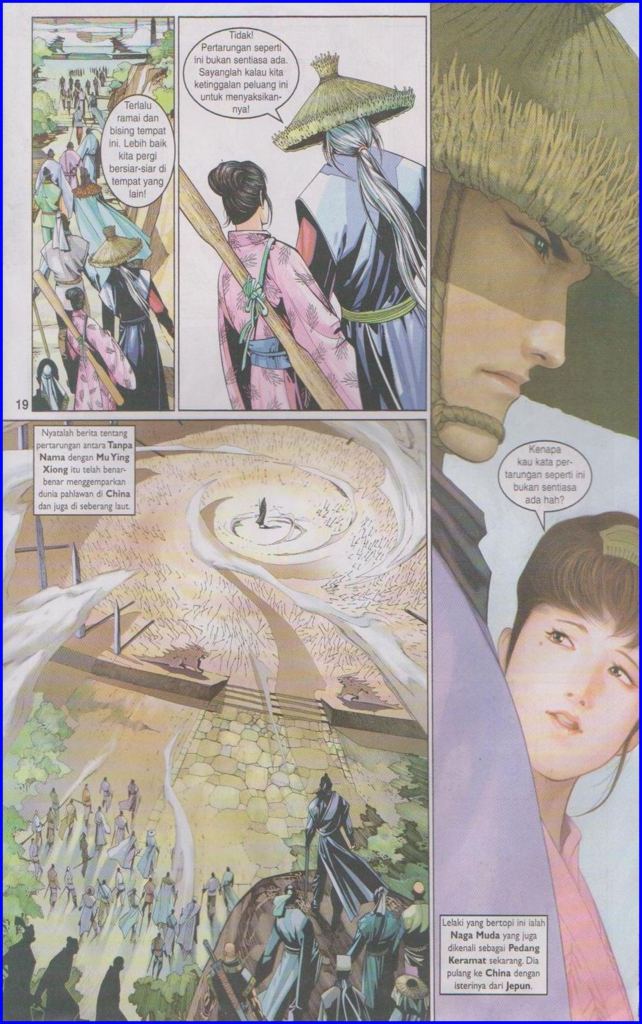 Terlalu
ramai dan
bising tempat
ini. Lebih baik
kita pergi
bersiar-siar di
tempat yang
lain!
Tidak!
Pertarungan seperti
ini bukan sentiasa ada.
Sayanglah kalau kita
ketinggalan peluang ini
untuk menyaksikan-
nya!
19
Nyatalah berita tentang
pertarungan antara Tanpa
Nama dengan Mu Ying
Xiong itu telah benar-
benar menggemparkan
dunia pahlawan di China
dan juga di seberang laut.
Kenapa
kau kata per-
tarungan seperti ini
bukan sentiasa
ada hah?
Lelaki yang bertopi ini ialah
Naga Muda yang juga
dikenali sebagai Pedang
Keramat sekarang. Dia
pulang ke China dengan
isterinya dari Jepun.